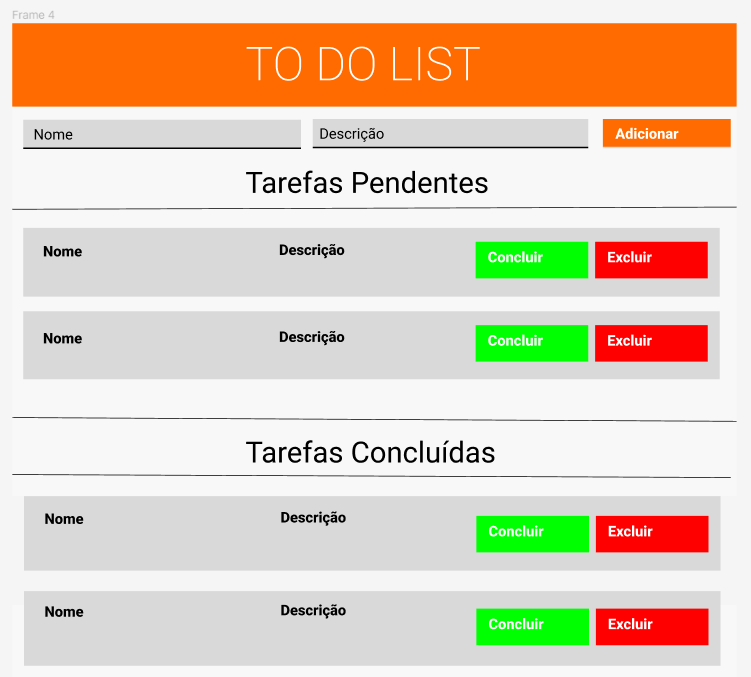 Frame 4
TO DO LIST
Nome Descrição Adicionar
Tarefas Pendentes
Nome Descrição Concluir Excluir
Nome Descrição Concluir Excluir
Tarefas Concluídas
Nome Descrição Concluir Excluir
Nome Descrição Concluir Excluir